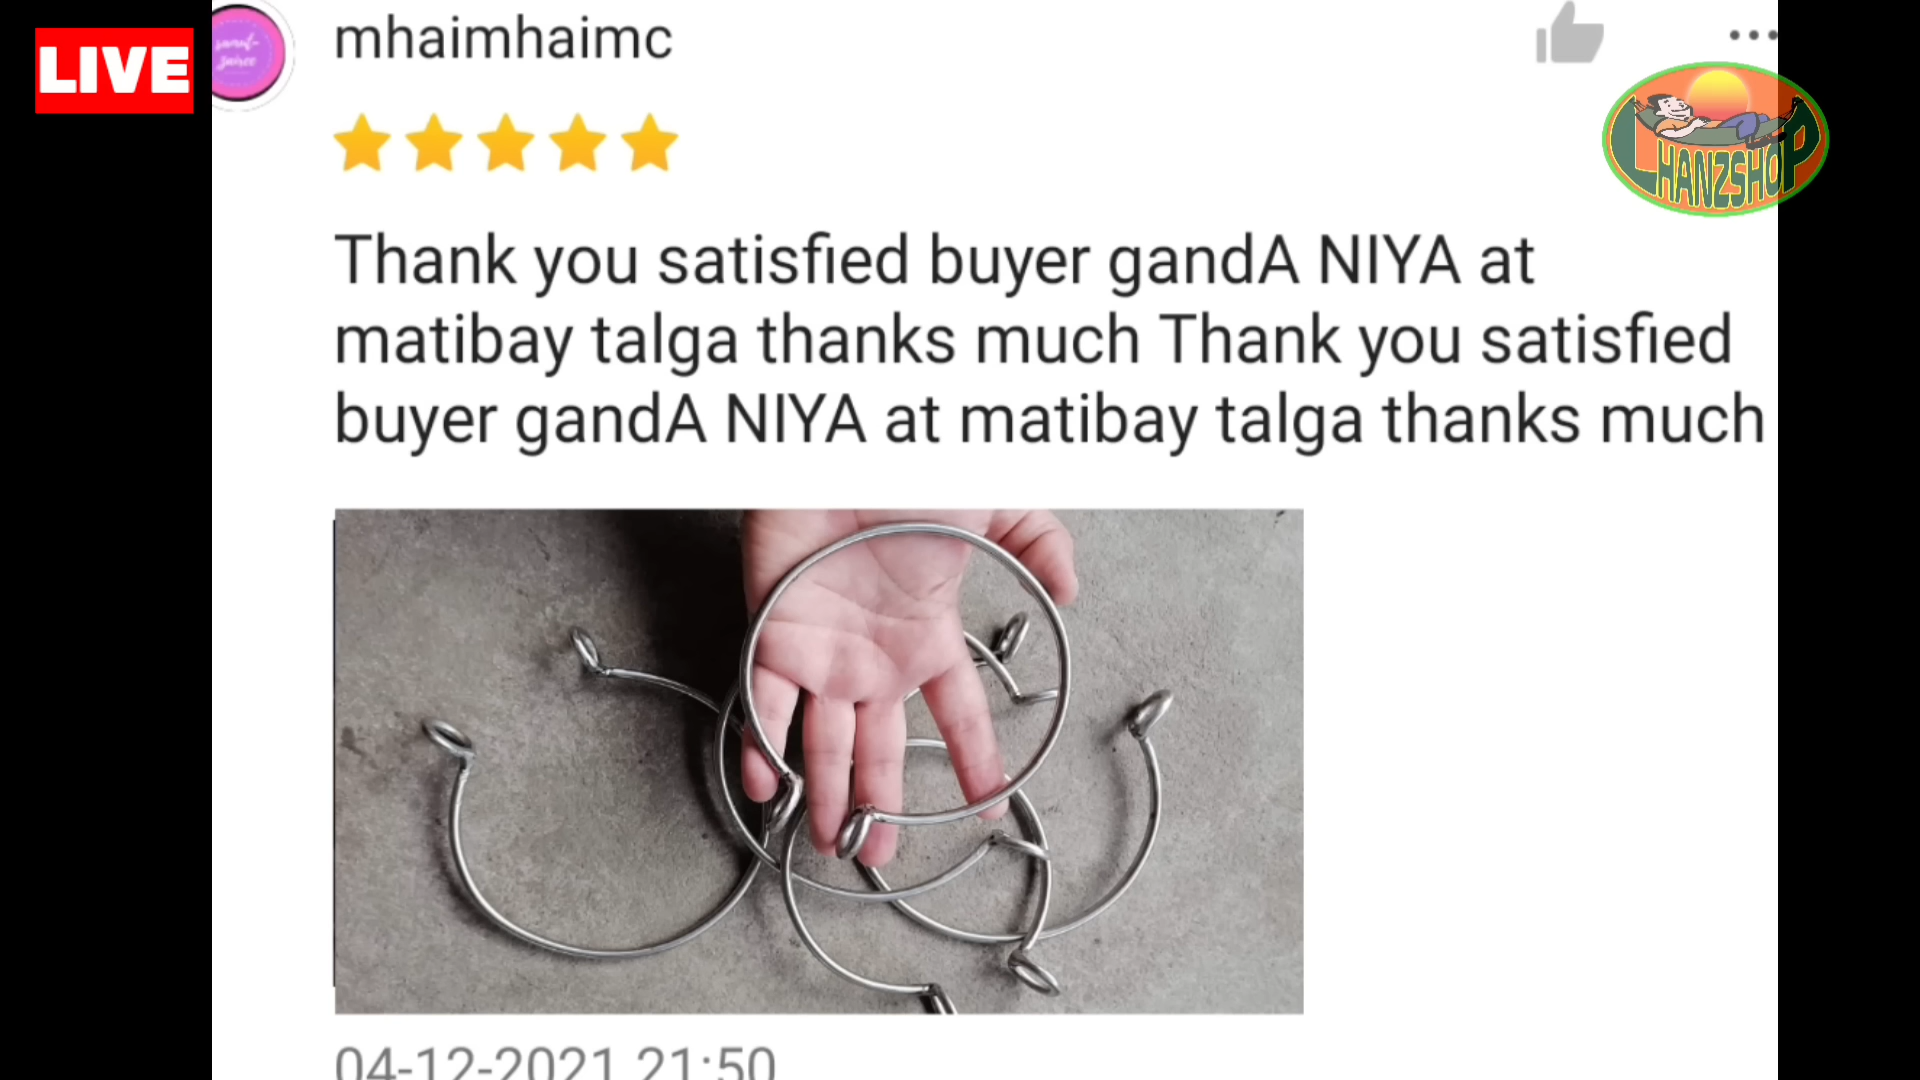 LIVE
mhaimhaimc
LHANZSHOP
Thank you satisfied buyer gandA NIYA at
matibay talga thanks much Thank you satisfied
buyer gandA NIYA at matibay talga thanks much
04-12-2021 21:50